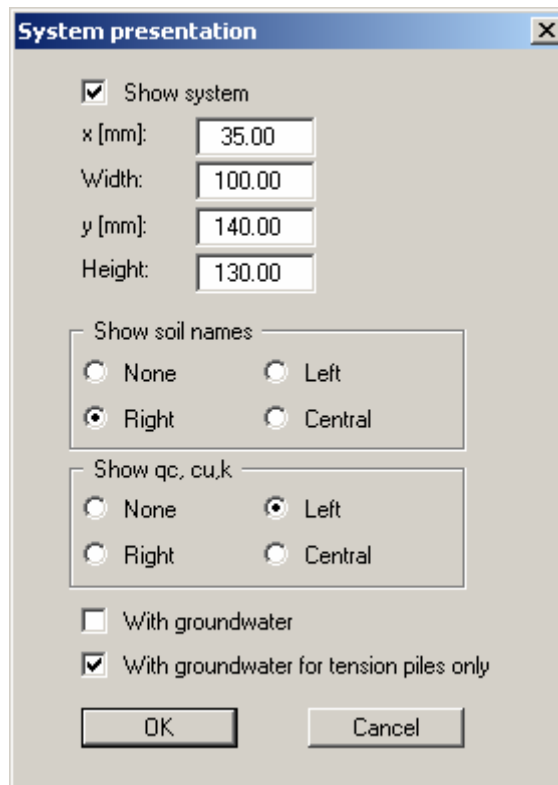 System presentation
Show system
x [mm]: 35.00
Width: 100.00
y [mm]: 140.00
Height: 130.00
Show soil names
None Left
Right Central
Show qc, cu,k
None Left
Right Central
With groundwater
With groundwater for tension piles only
OK Cancel